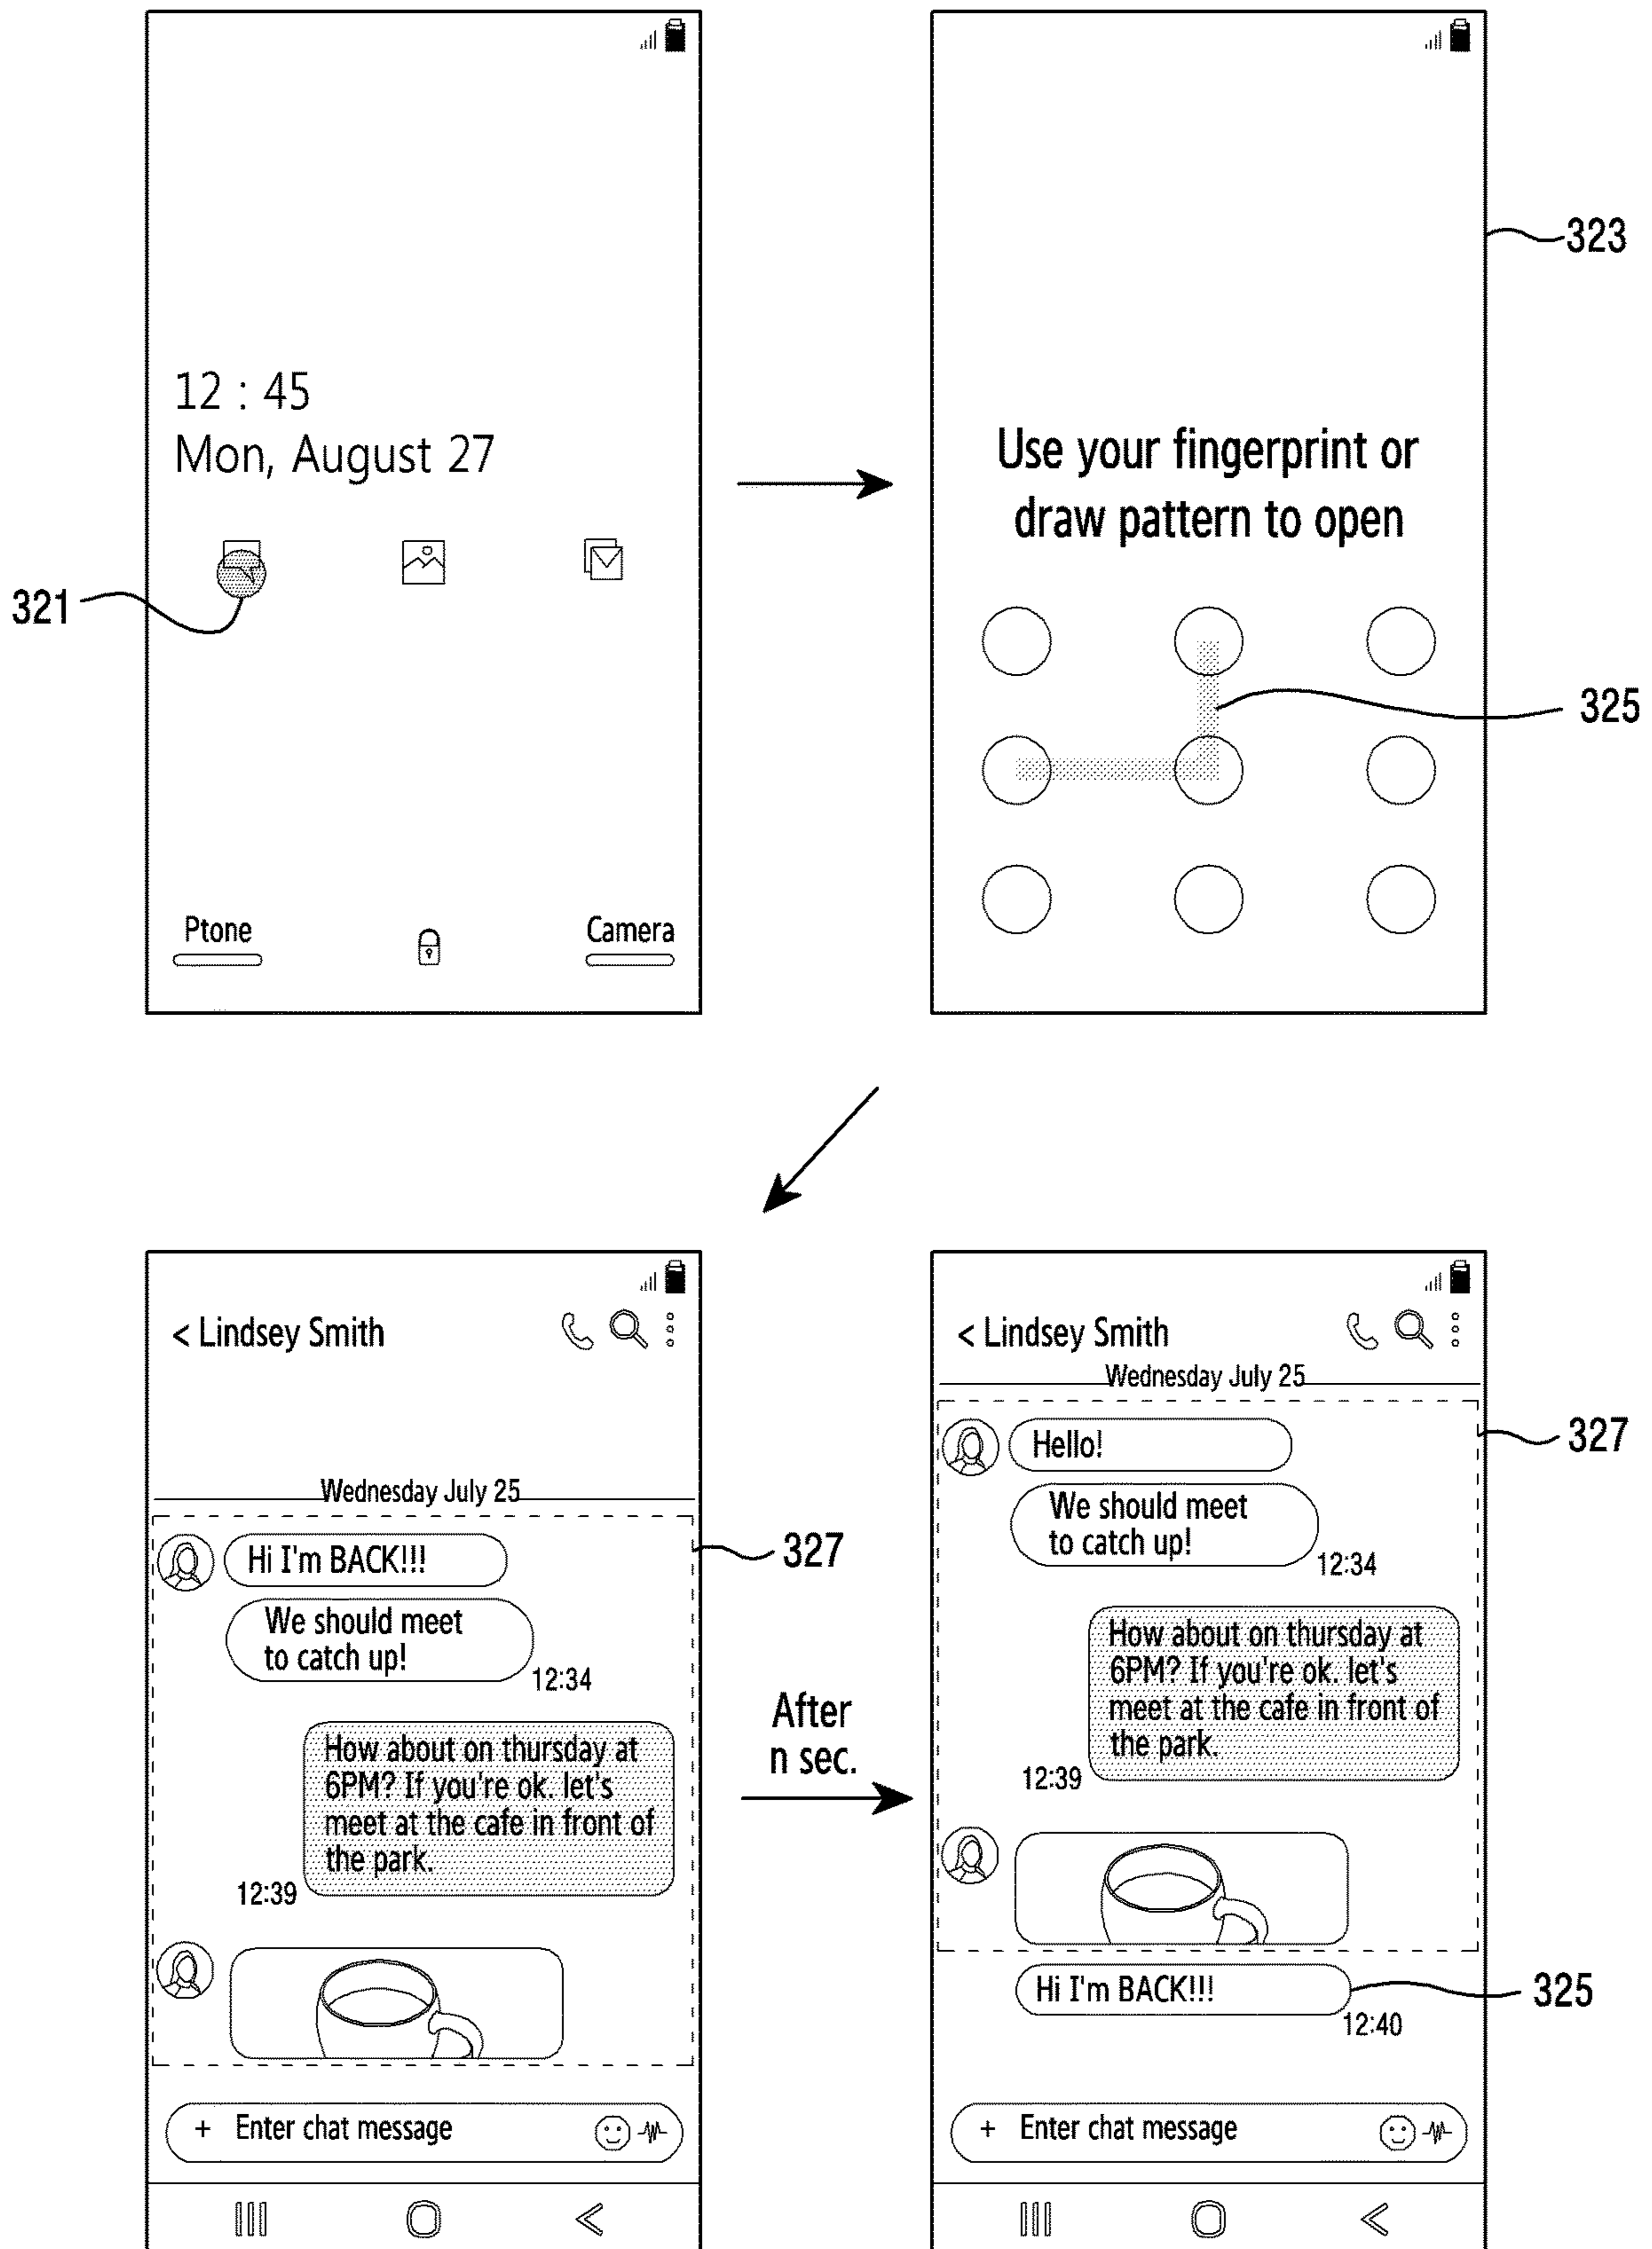 12 : 45
Mon, August 27
321
Ptone
Camera
323
Use your fingerprint or
draw pattern to open
325
< Lindsey Smith
Wednesday July 25
Hi I'm BACK!!!
327
We should meet
to catch up!
12:34
How about on thursday at
6PM? If you're ok. let's
meet at the cafe in front of
the park.
12:39
+ Enter chat message
After
n sec.
< Lindsey Smith
Wednesday July 25
Hello!
327
We should meet
to catch up!
12:34
How about on thursday at
6PM? If you're ok. let's
meet at the cafe in front of
the park.
12:39
Hi I'm BACK!!!
325
12:40
+ Enter chat message